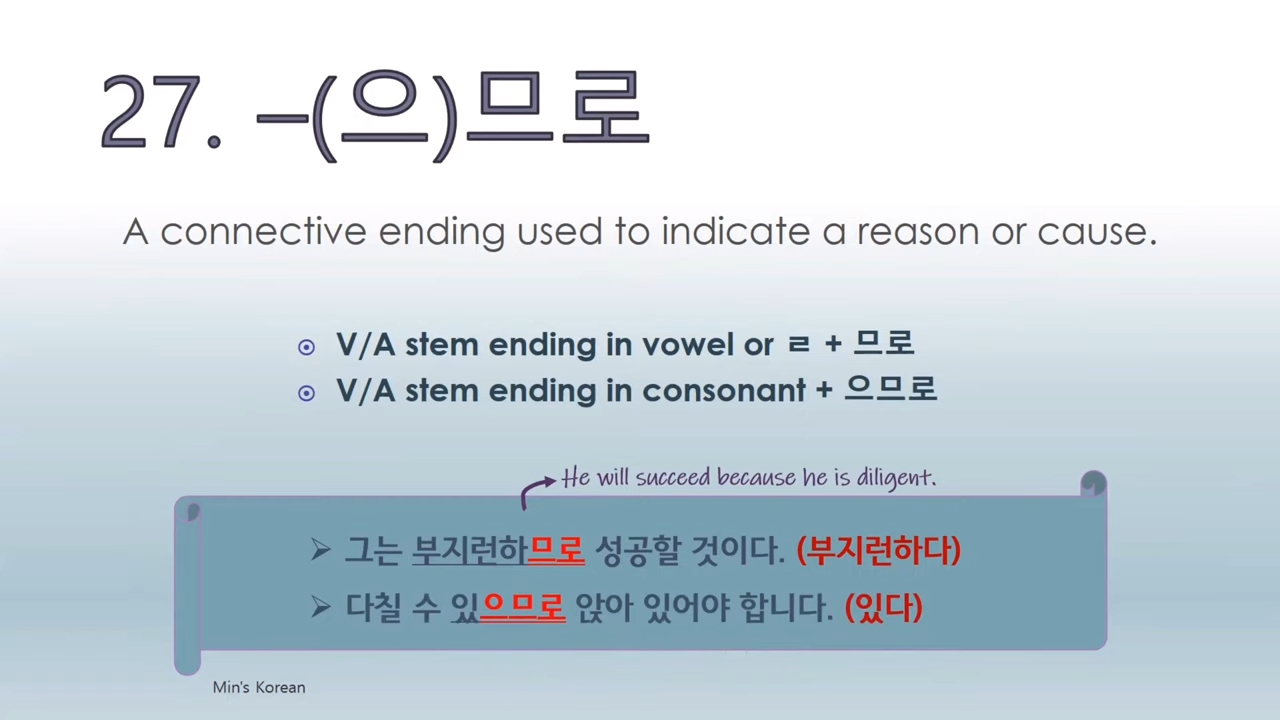 27. –(으)므로
A connective ending used to indicate a reason or cause.
V/A stem ending in vowel or ㄹ + 므로
V/A stem ending in consonant + 으므로
He will succeed because he is diligent.
그는 부지런하므로 성공할 것이다. (부지런하다)
다칠 수 있으므로 앉아 있어야 합니다. (있다)
Min's Korean